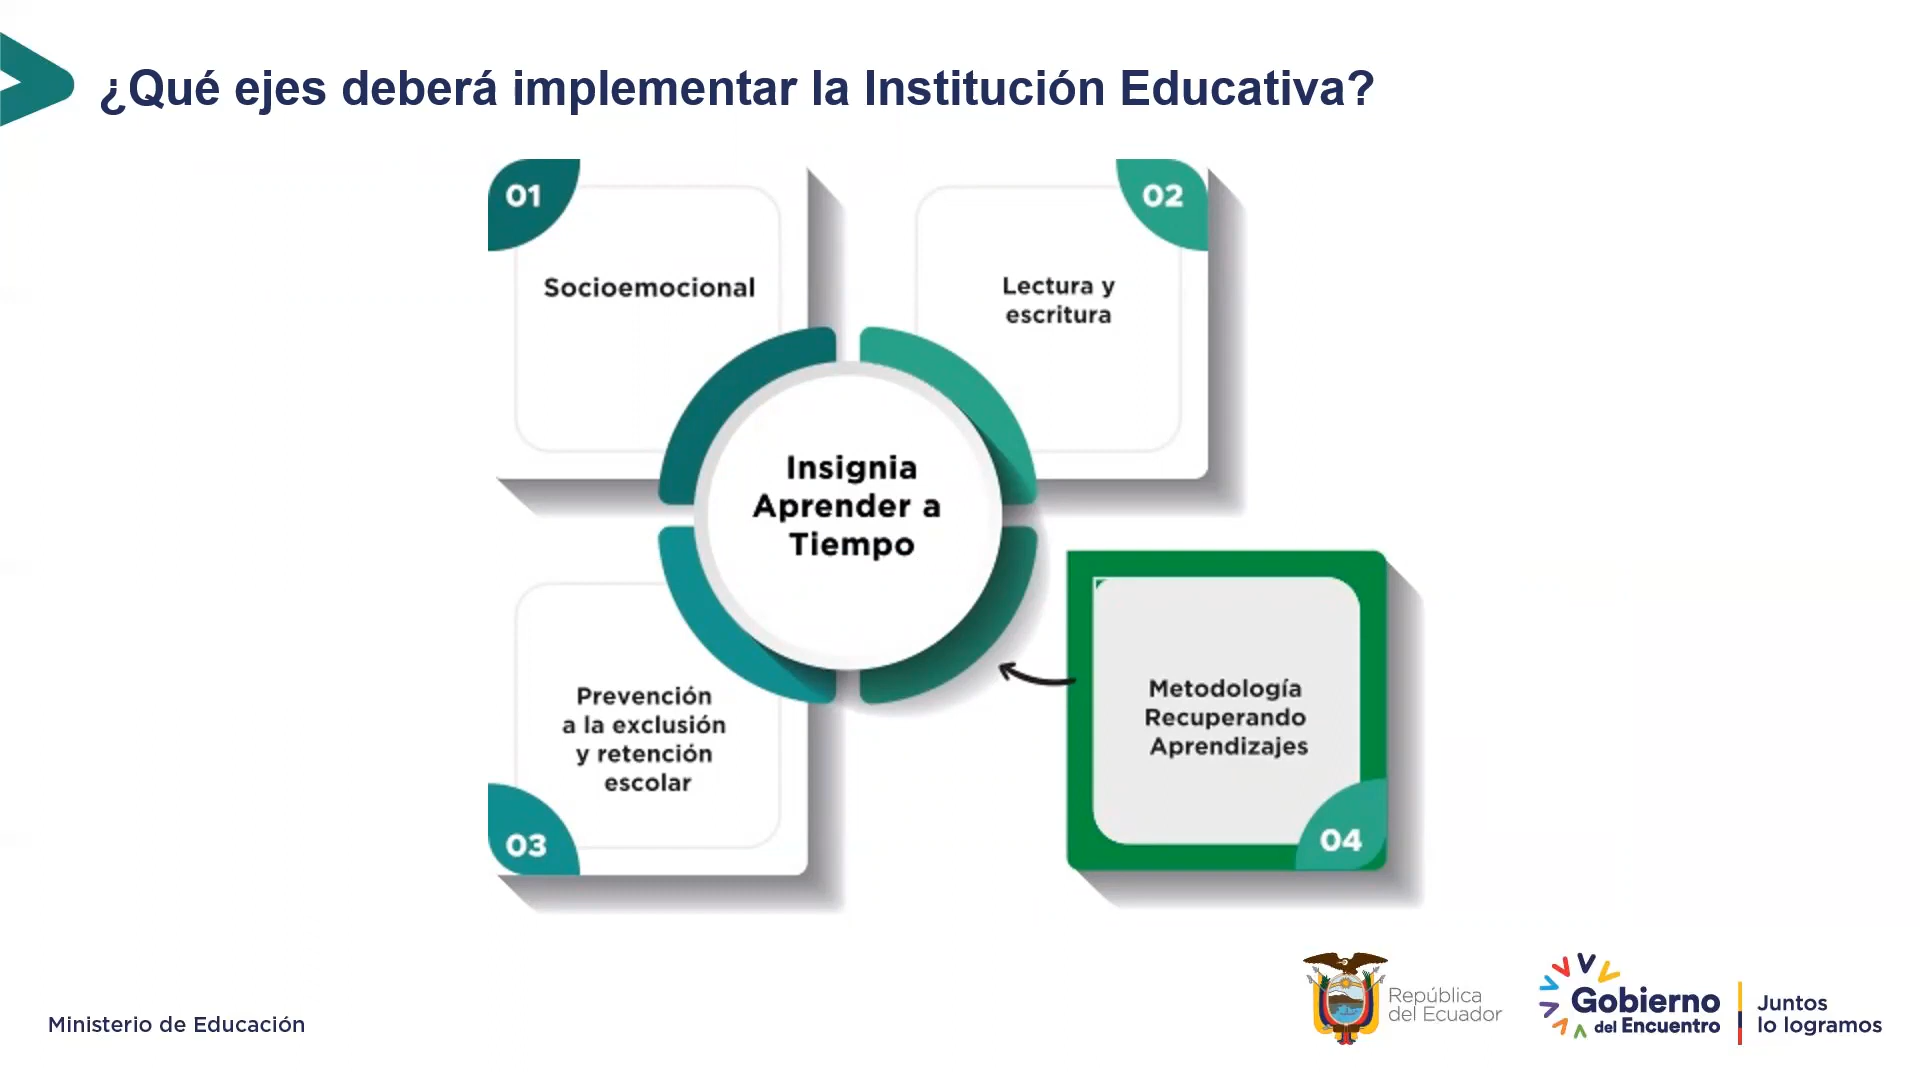 ¿Qué ejes deberá implementar la Institución Educativa?
01
Socioemocional
02
Lectura y
escritura
Insignia
Aprender a
Tiempo
Prevención
a la exclusión
y retención
escolar
03
Metodología
Recuperando
Aprendizajes
04
Ministerio de Educación
República
del Ecuador
Gobierno
del Encuentro
Juntos
lo logramos